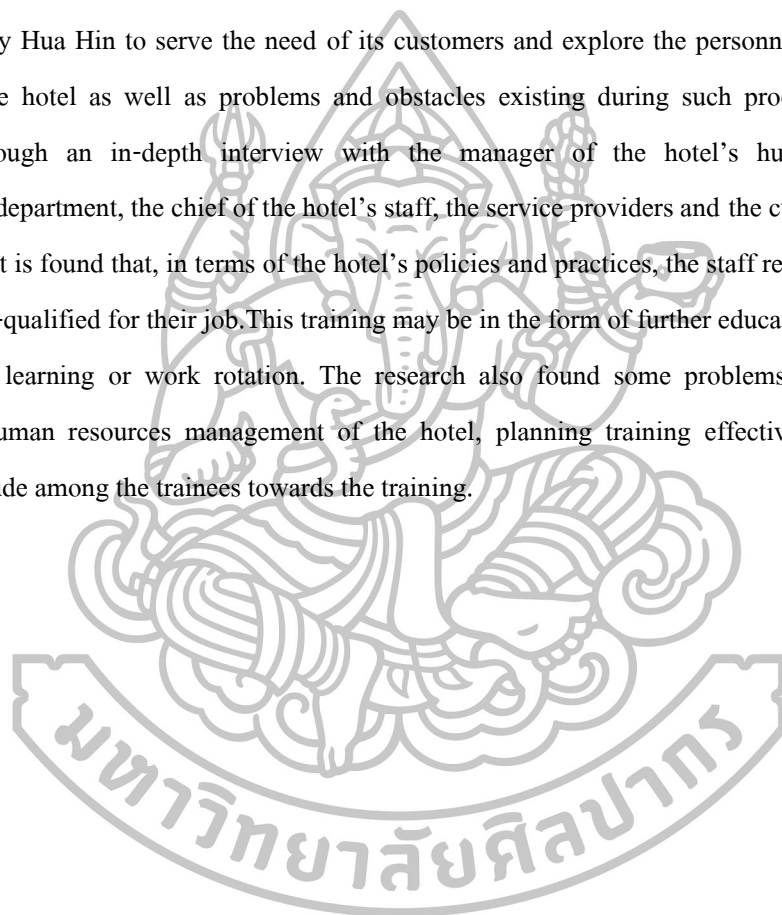 y Hua Hin to serve the need of its customers and explore the personn
e hotel as well as problems and obstacles existing during such pro
ough an in-depth interview with the manager of the hotel's hu
department, the chief of the hotel's staff, the service providers and the c
t is found that, in terms of the hotel's policies and practices, the staff re
-qualified for their job.This training may be in the form of further educa
learning or work rotation. The research also found some problems
uman resources management of the hotel, planning training effectiv
ude among the trainees towards the training.
มหาวิทยาลัยศิลปากร